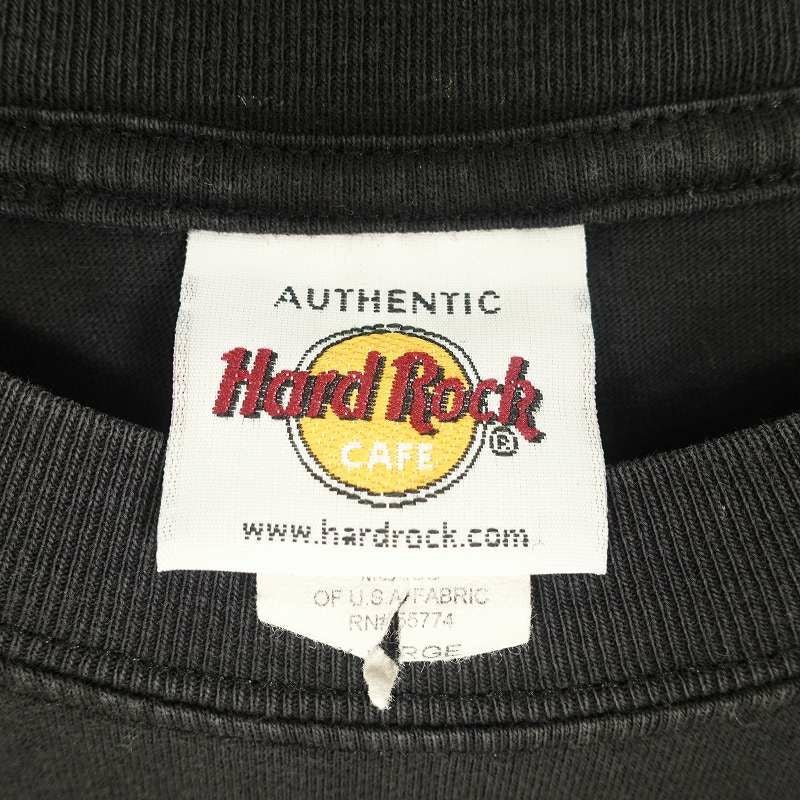 AUTHENTIC
Hard Rock
CAFE
®
www.hardrock.com
OF U.S.A FABRIC